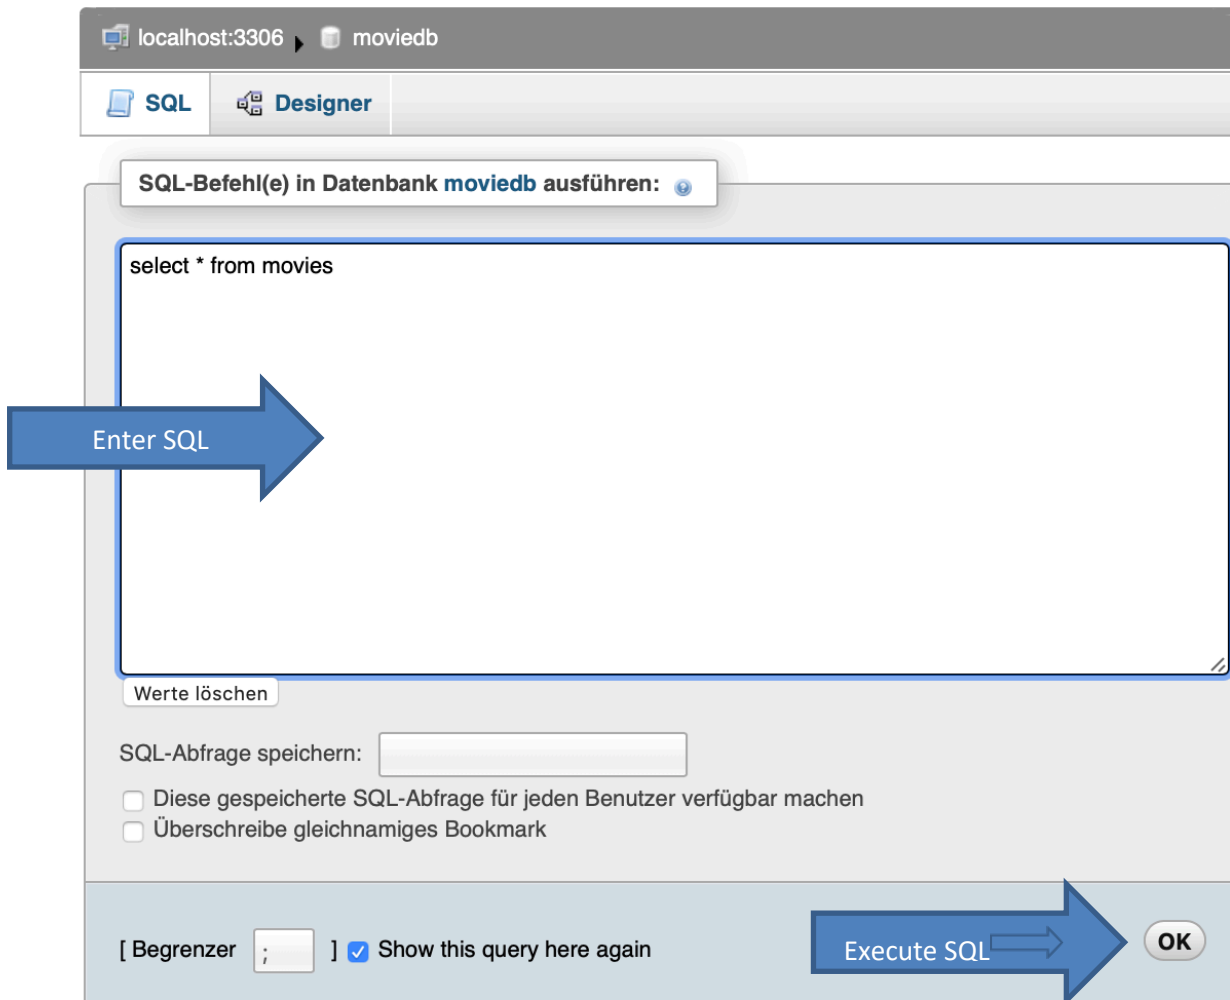 localhost:3306 moviedb
SQL Designer
SQL-Befehl(e) in Datenbank moviedb ausführen:
select * from movies
Enter SQL
Werte löschen
SQL-Abfrage speichern:
Diese gespeicherte SQL-Abfrage für jeden Benutzer verfügbar machen
Überschreibe gleichnamiges Bookmark
[ Begrenzer ; ] Show this query here again Execute SQL OK